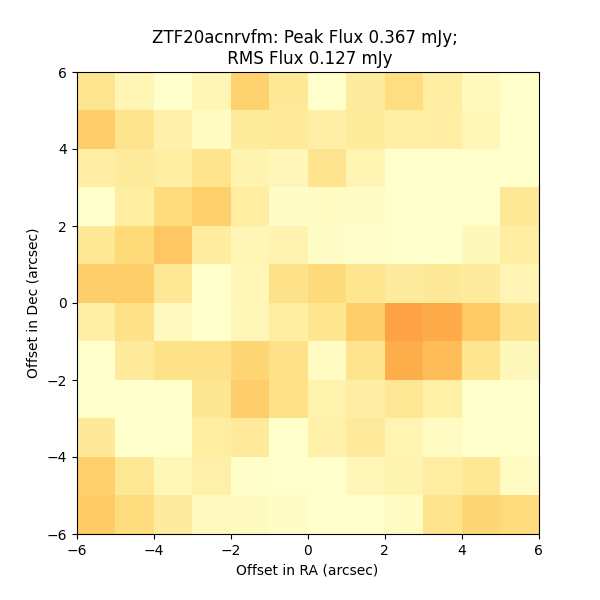 ZTF20acnrvfm: Peak Flux 0.367 mJy;
RMS Flux 0.127 mJy
6
4
2
0
−2
−4
−6
Offset in Dec (arcsec)
−6 −4 −2 0 2 4 6
Offset in RA (arcsec)